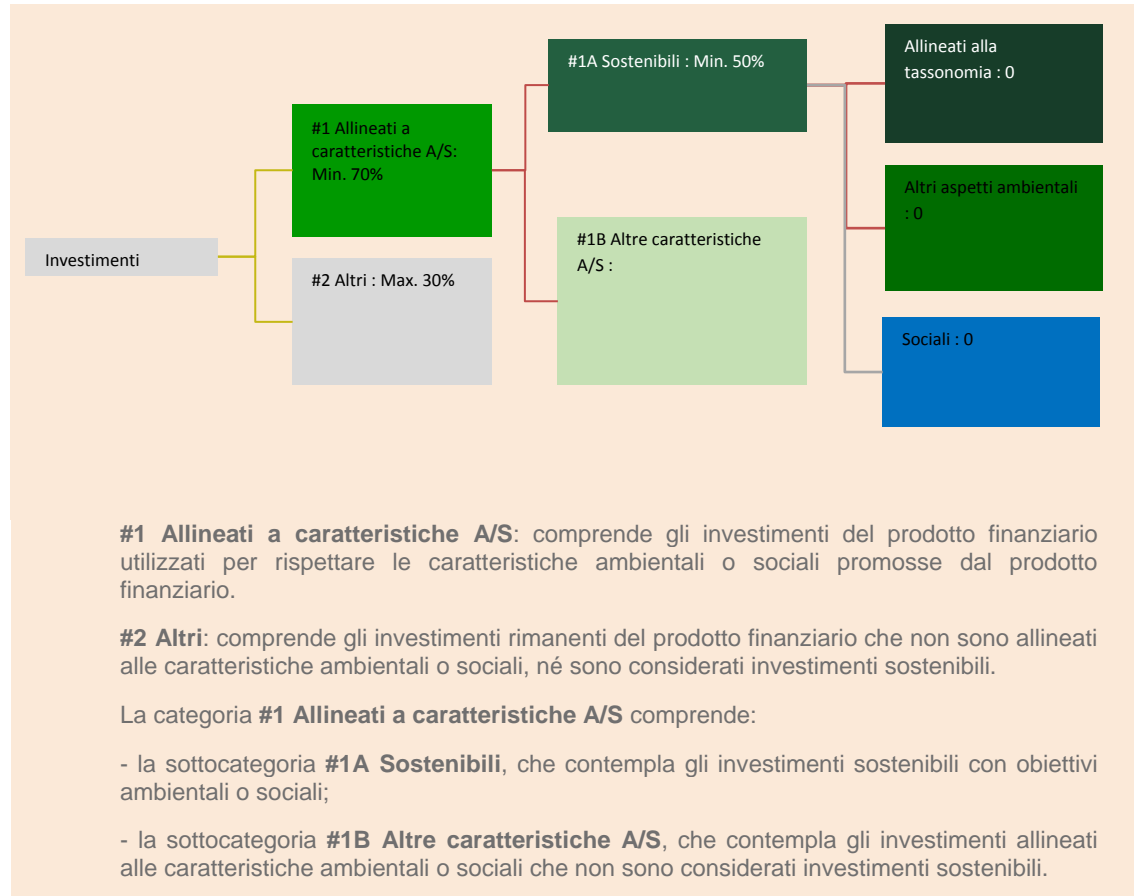 Investimenti
#1 Allineati a
caratteristiche A/S:
Min. 70%
#2 Altri : Max. 30%
#1A Sostenibili : Min. 50%
#1B Altre caratteristiche
A/S :
Allineati alla
tassonomia : 0
Altri aspetti ambientali
: 0
Sociali : 0
#1 Allineati a caratteristiche A/S: comprende gli investimenti del prodotto finanziario
utilizzati per rispettare le caratteristiche ambientali o sociali promosse dal prodotto
finanziario.
#2 Altri: comprende gli investimenti rimanenti del prodotto finanziario che non sono allineati
alle caratteristiche ambientali o sociali, né sono considerati investimenti sostenibili.
La categoria #1 Allineati a caratteristiche A/S comprende:
- la sottocategoria #1A Sostenibili, che contempla gli investimenti sostenibili con obiettivi
ambientali o sociali;
- la sottocategoria #1B Altre caratteristiche A/S, che contempla gli investimenti allineati
alle caratteristiche ambientali o sociali che non sono considerati investimenti sostenibili.